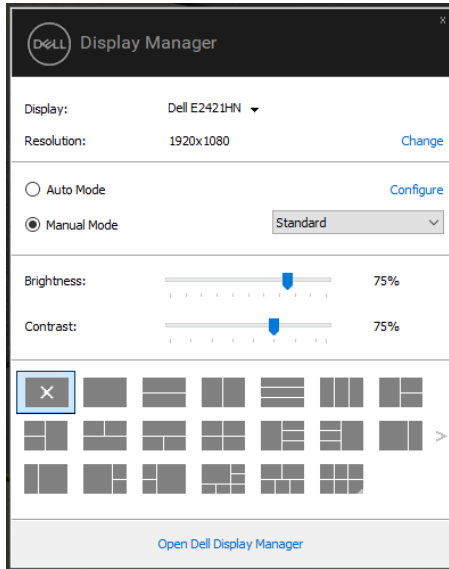 x
DELL Display Manager
Display: Dell E2421HN
Resolution: 1920x1080 Change
Auto Mode Configure
Manual Mode Standard
Brightness: 75%
Contrast: 75%
Open Dell Display Manager